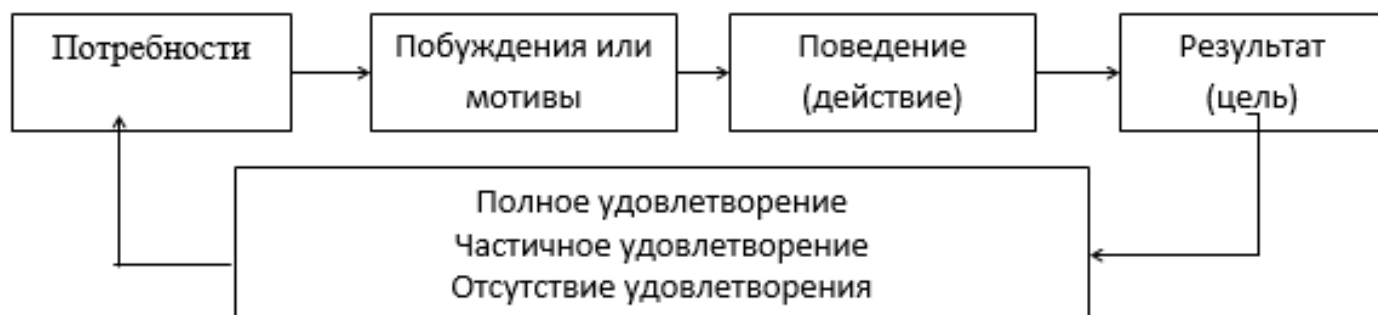 Потребности
Побуждения или
мотивы
Поведение
(действие)
Результат
(цель)
Полное удовлетворение
Частичное удовлетворение
Отсутствие удовлетворения